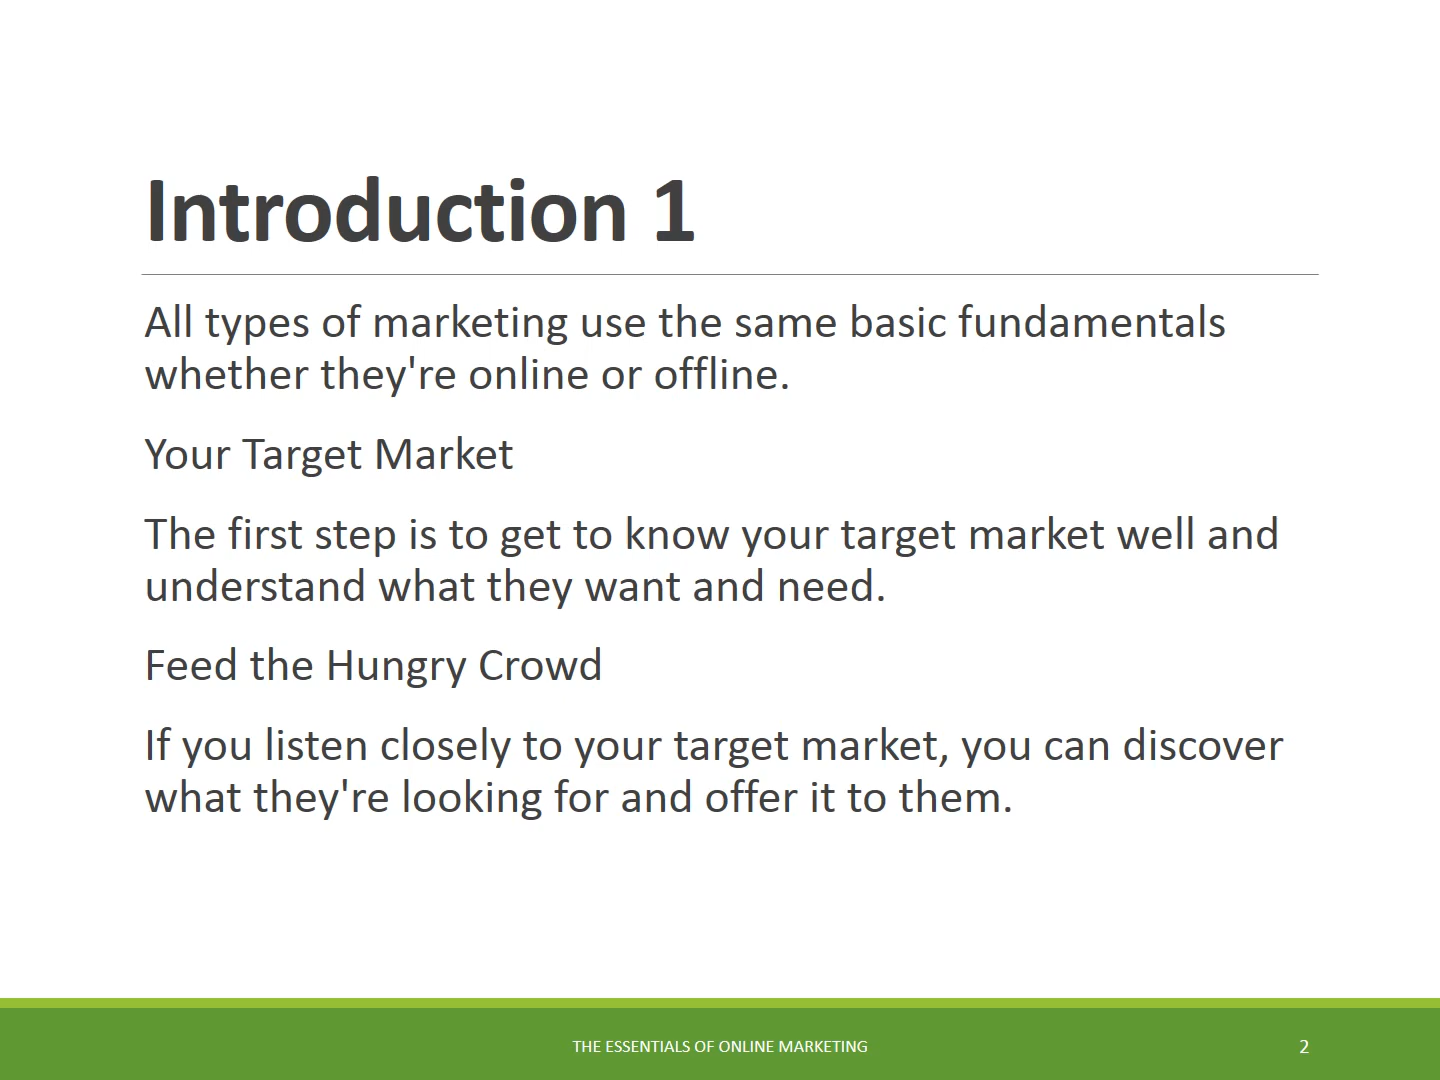 Introduction 1
All types of marketing use the same basic fundamentals
whether they're online or offline.
Your Target Market
The first step is to get to know your target market well and
understand what they want and need.
Feed the Hungry Crowd
If you listen closely to your target market, you can discover
what they're looking for and offer it to them.
THE ESSENTIALS OF ONLINE MARKETING
2